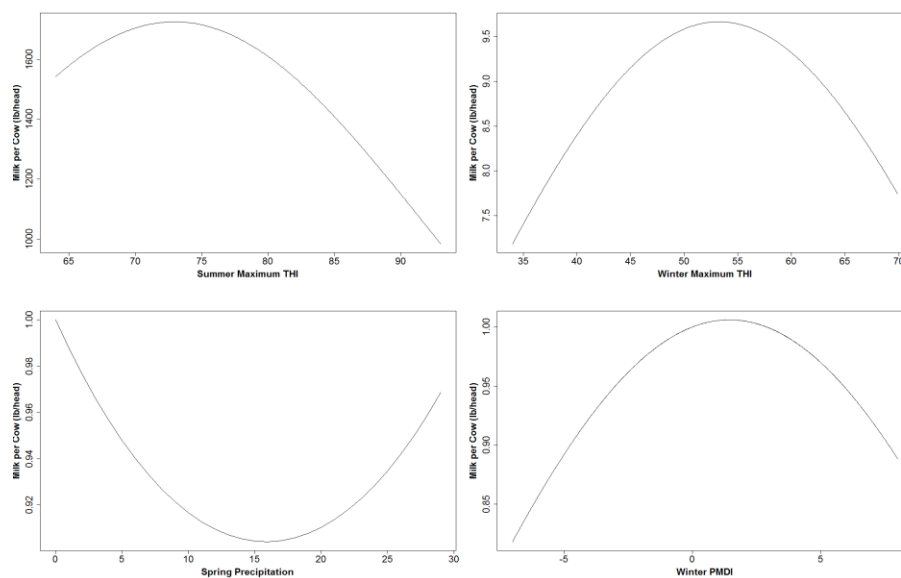 Milk per Cow (lb/head)
1600
1400
1200
1000
65 70 75 80 85 90
Summer Maximum THI
Milk per Cow (lb/head)
9.5
9.0
8.5
8.0
7.5
40 45 50 55 60 65 70
Winter Maximum THI
Milk per Cow (lb/head)
1.00
0.98
0.96
0.94
0.92
0 5 10 15 20 25 30
Spring Precipitation
Milk per Cow (lb/head)
1.00
0.95
0.90
0.85
-5 0 5
Winter PMDI